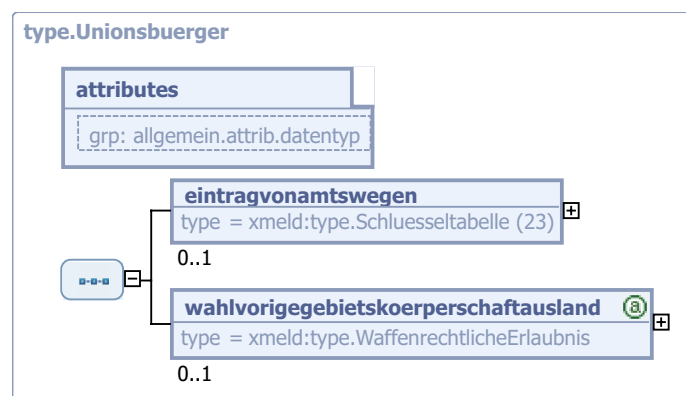 type.Unionsbuerger
attributes
grp: allgemein.attrib.datentyp
eintragvonamtswegen
type = xmeld:type.Schluesseltabelle (23)
0..1
wahlvorigegebietskoerperschaftausland a
type = xmeld:type.WaffenrechtlicheErlaubnis
0..1